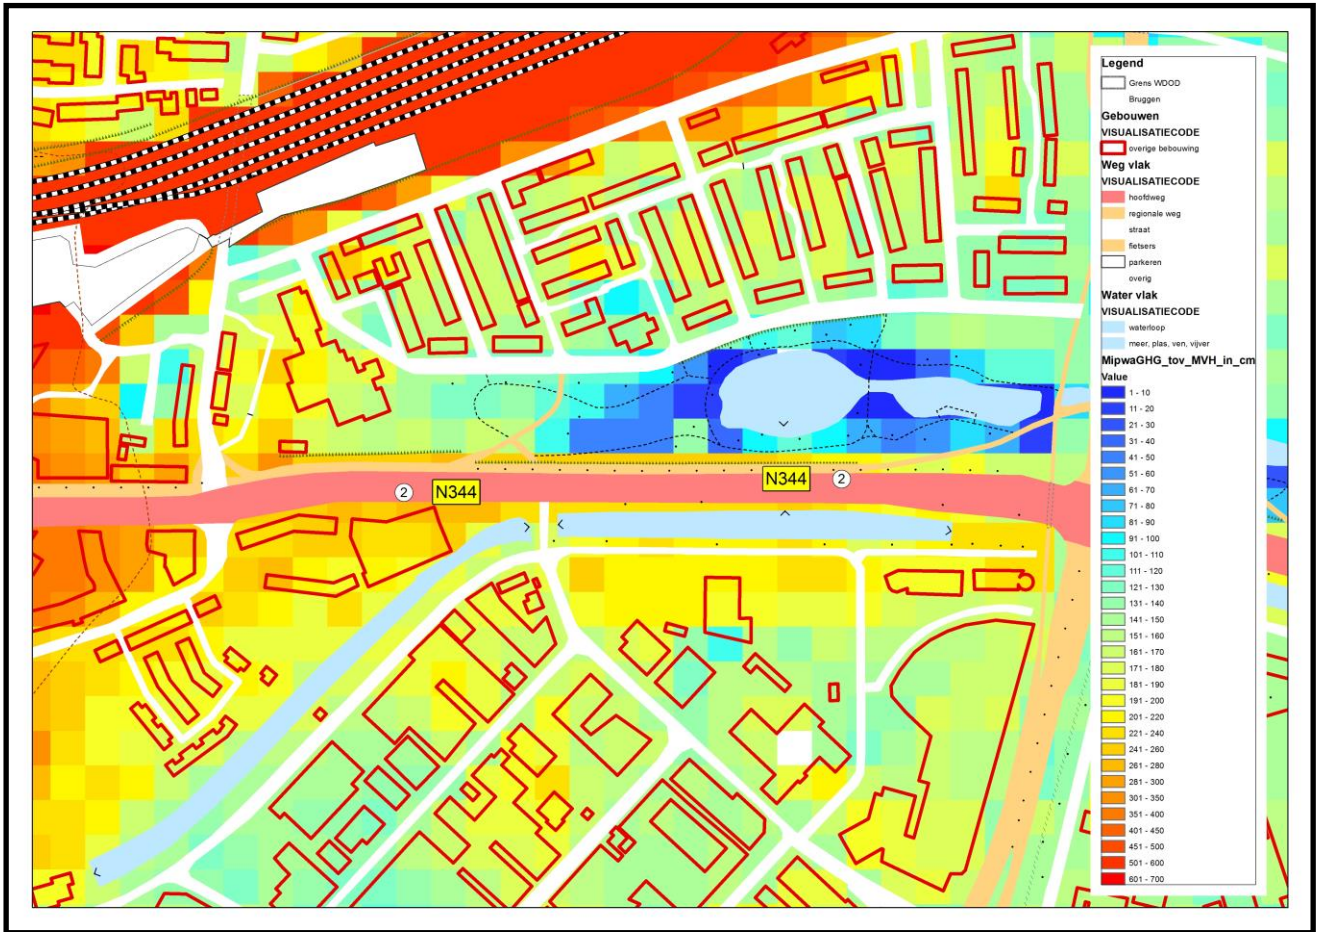 Legend
Grens WDOD
Bruggen
Gebouwen
VISUALISATIECODE
overige bebouwing
Weg vlak
VISUALISATIECODE
hoofdweg
regionale weg
straat
fietsers
parkeren
overig
Water vlak
VISUALISATIECODE
waterloop
meer, plas, ven, vijver
MipwaGHG_tov_MVH_in_cm
Value
1 - 10
11 - 20
21 - 30
31 - 40
41 - 50
51 - 60
61 - 70
71 - 80
81 - 90
91 - 100
101 - 110
111 - 120
121 - 130
131 - 140
141 - 150
151 - 160
161 - 170
171 - 180
181 - 190
191 - 200
201 - 220
221 - 240
241 - 260
261 - 280
281 - 300
301 - 350
351 - 400
401 - 450
451 - 500
501 - 600
601 - 700
2 N344
N344 2